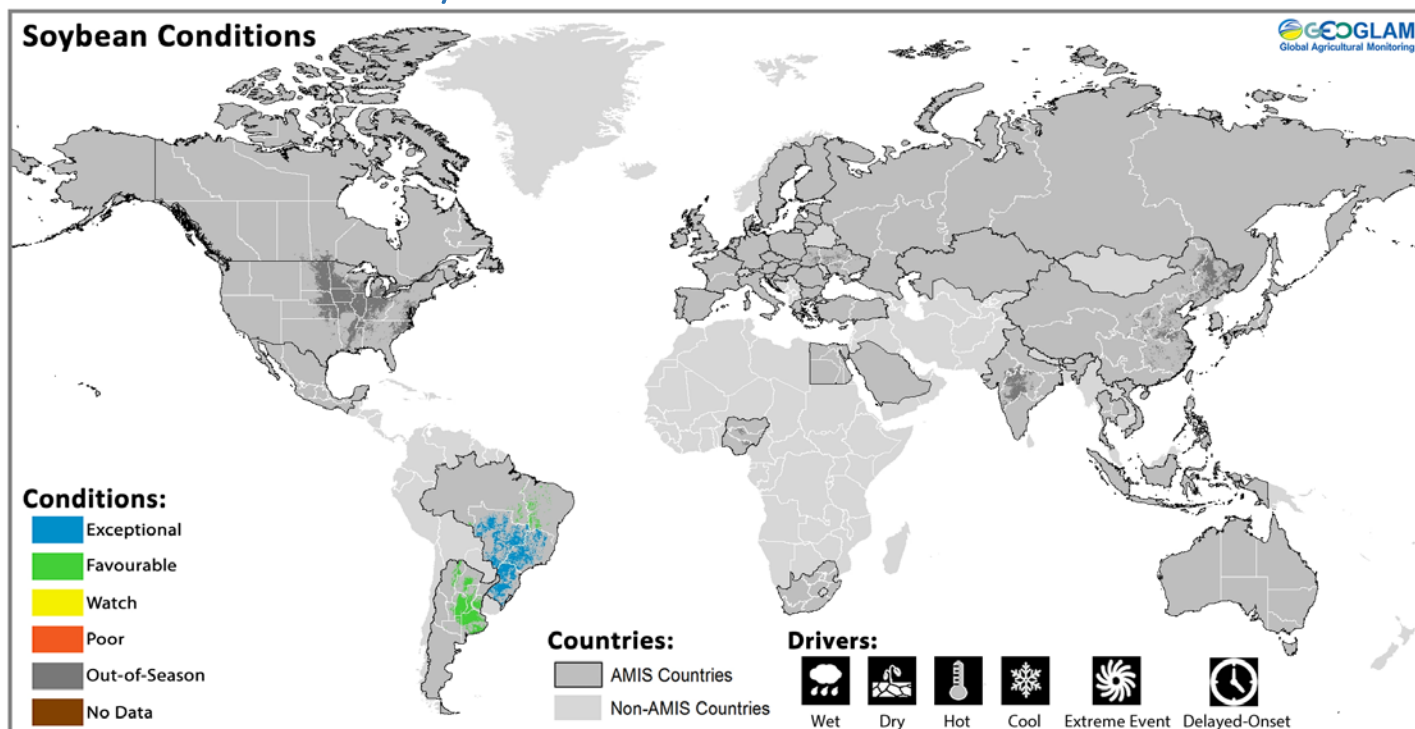 Soybean Conditions
GEOGLAM
Global Agricultural Monitoring
Conditions:
Exceptional
Favourable
Watch
Poor
Out-of-Season
No Data
Countries:
AMIS Countries
Non-AMIS Countries
Drivers:
Wet
Dry
Hot
Cool
Extreme Event
Delayed-Onset